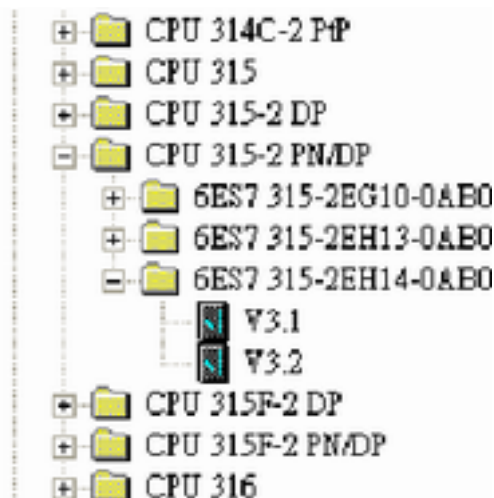 CPU 314C-2 PtP
CPU 315
CPU 315-2 DP
CPU 315-2 PN/DP
6ES7 315-2EG10-0AB0
6ES7 315-2EH13-0AB0
6ES7 315-2EH14-0AB0
V3.1
V3.2
CPU 315F-2 DP
CPU 315F-2 PN/DP
CPU 316